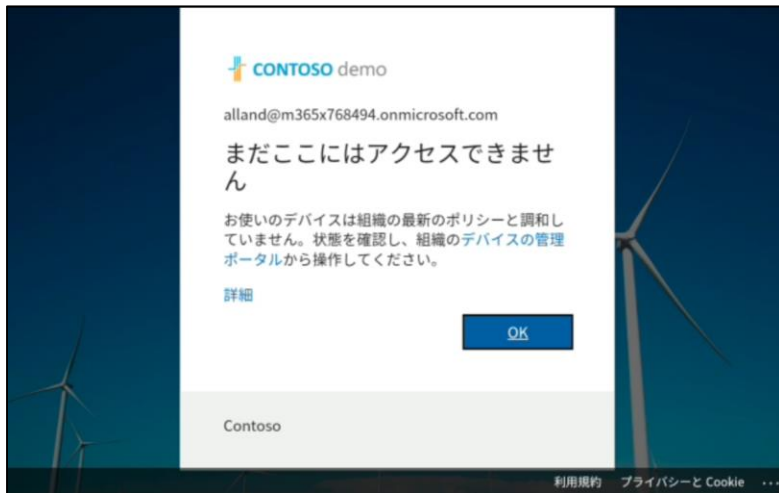 CONTOSO demo
alland@m365x768494.onmicrosoft.com
まだここにはアクセスできませ
ん
お使いのデバイスは組織の最新のポリシーと調和し
ていません。状態を確認し、組織のデバイスの管理
ポータルから操作してください。
詳細
OK
Contoso
利用規約 プライバシーと Cookie ...